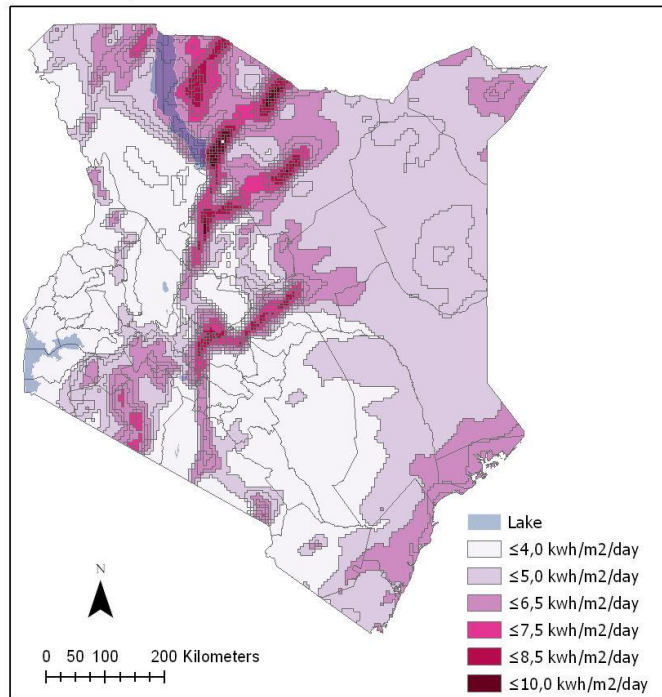 Lake
≤4,0 kwh/m2/day
≤5,0 kwh/m2/day
≤6,5 kwh/m2/day
≤7,5 kwh/m2/day
≤8,5 kwh/m2/day
≤10,0 kwh/m2/day
N
0 50 100 200 Kilometers